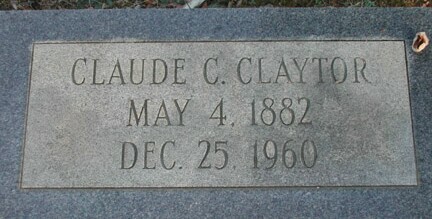 CLAUDE C. CLAYTOR
MAY 4, 1882
DEC. 25, 1960